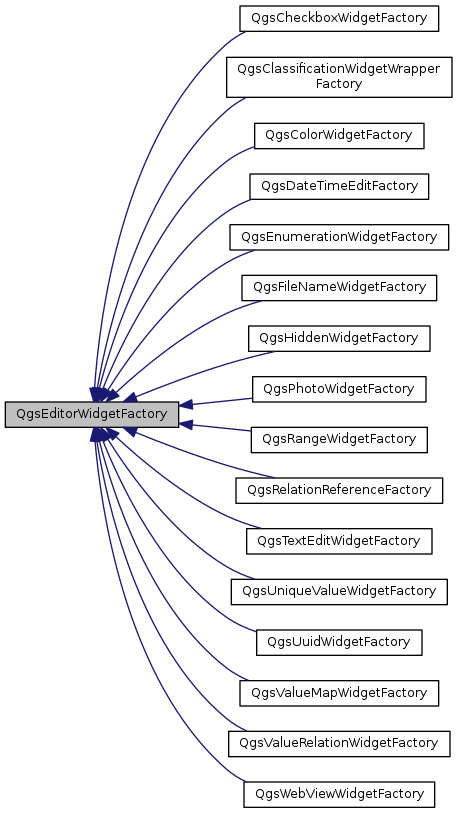 QgsCheckboxWidgetFactory
QgsClassificationWidgetWrapper
Factory
QgsColorWidgetFactory
QgsDateTimeEditFactory
QgsEnumerationWidgetFactory
QgsFileNameWidgetFactory
QgsHiddenWidgetFactory
QgsPhotoWidgetFactory
QgsEditorWidgetFactory
QgsRangeWidgetFactory
QgsRelationReferenceFactory
QgsTextEditWidgetFactory
QgsUniqueValueWidgetFactory
QgsUuidWidgetFactory
QgsValueMapWidgetFactory
QgsValueRelationWidgetFactory
QgsWebViewWidgetFactory